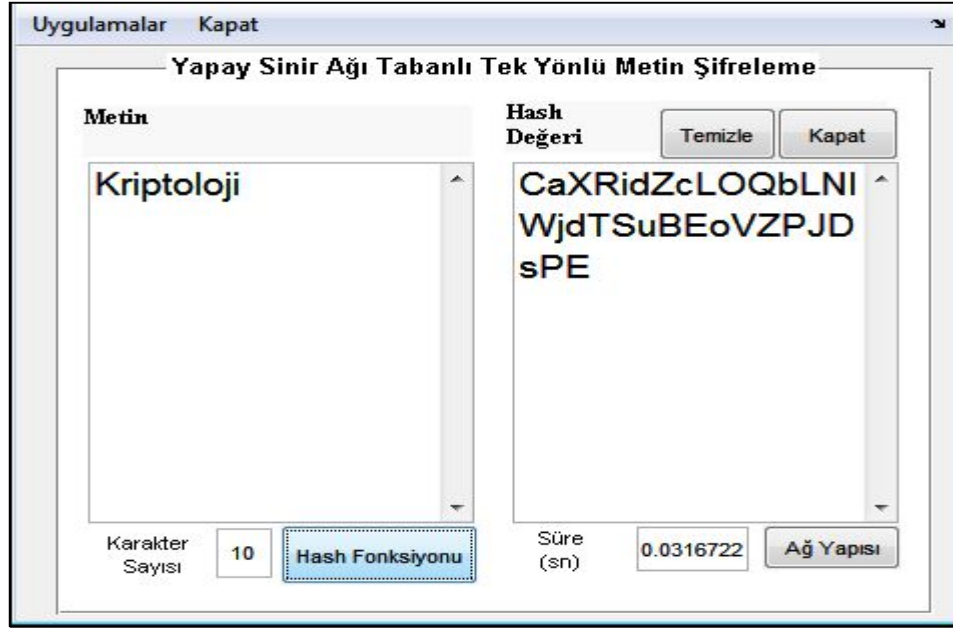 Uygulamalar Kapat
Yapay Sinir Ağı Tabanlı Tek Yönlü Metin Şifreleme
Metin
Hash
Değeri
Temizle
Kapat
Kriptoloji
CaXRidZcLOQbLNI
WjdTSuBEoVZPJD
sPE
Karakter
Sayısı
10
Hash Fonksiyonu
Süre
(sn)
0.0316722
Ağ Yapısı